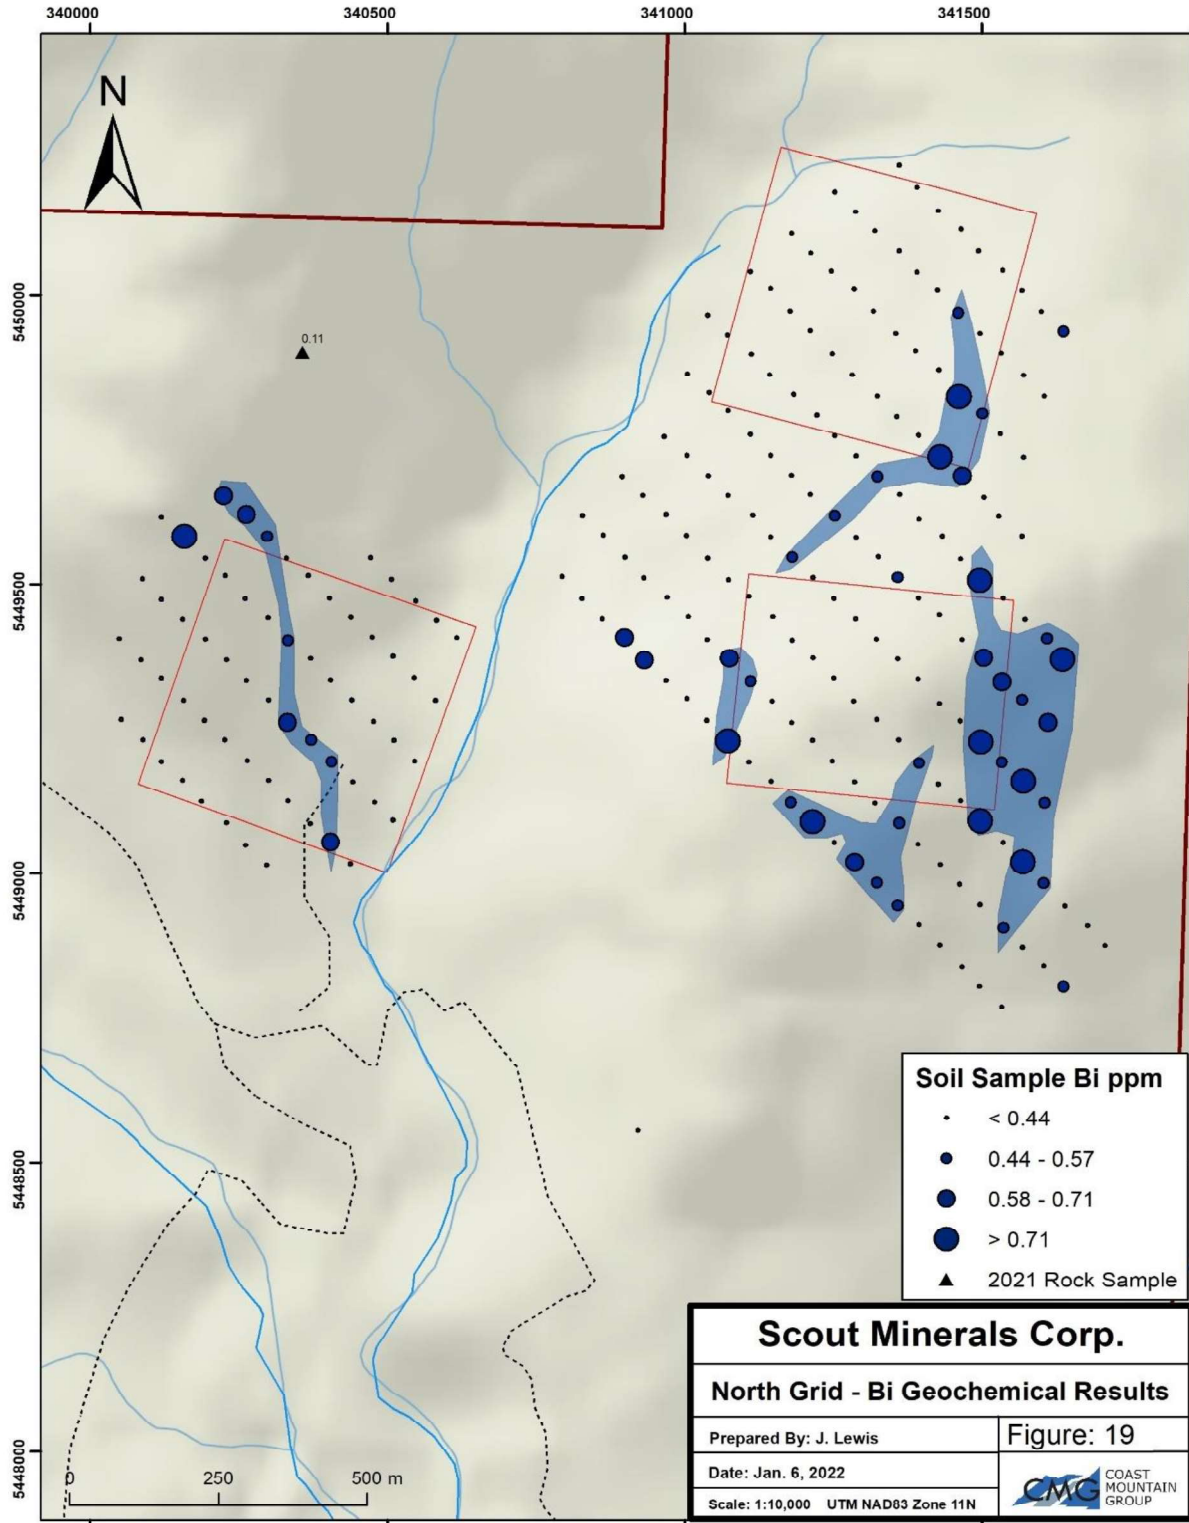 340000 340500 341000 341500
N
5450000
0.11
5449500
5449000
5448500
5448000
Soil Sample Bi ppm
< 0.44
0.44 - 0.57
0.58 - 0.71
> 0.71
2021 Rock Sample
Scout Minerals Corp.
North Grid - Bi Geochemical Results
Prepared By: J. Lewis
Figure: 19
Date: Jan. 6, 2022
Scale: 1:10,000 UTM NAD83 Zone 11N
CMG
COAST
MOUNTAIN
GROUP
0 250 500 m